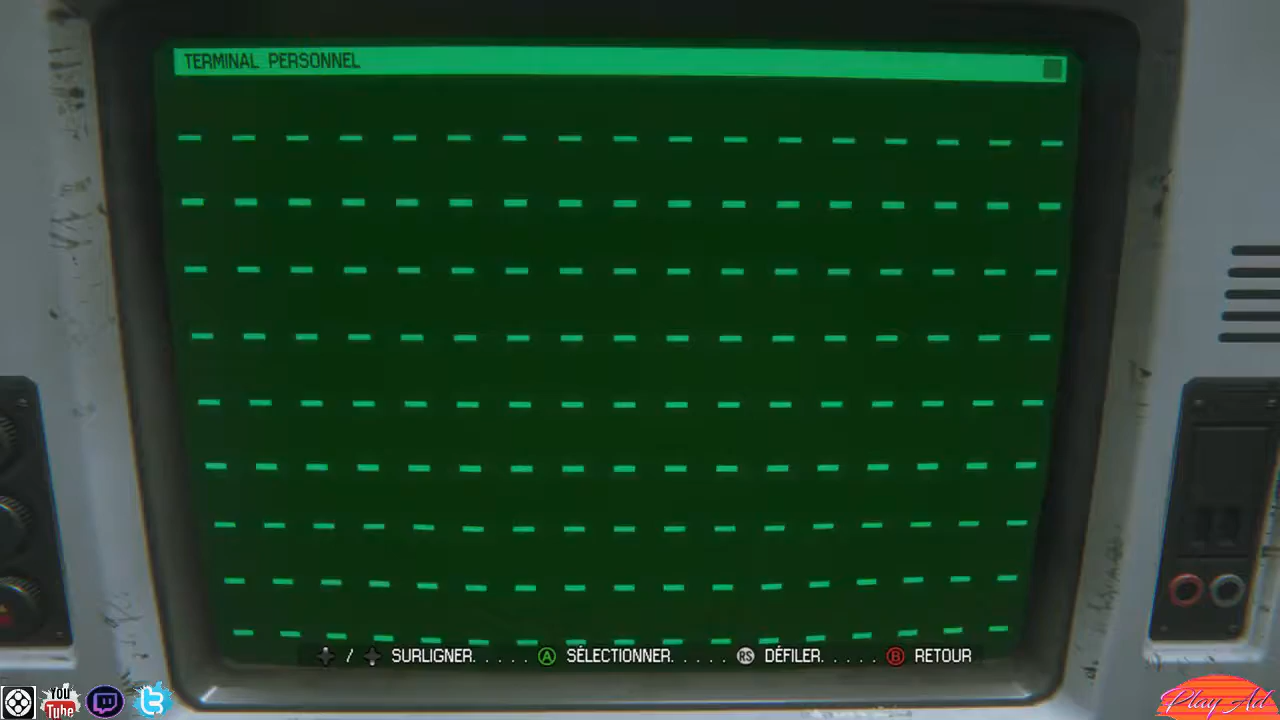 TERMINAL PERSONNEL
/ SURLIGNER. . . . . A SÉLECTIONNER. . . . . RS DÉFILER. . . . . B RETOUR
You
Tube
Play Ad